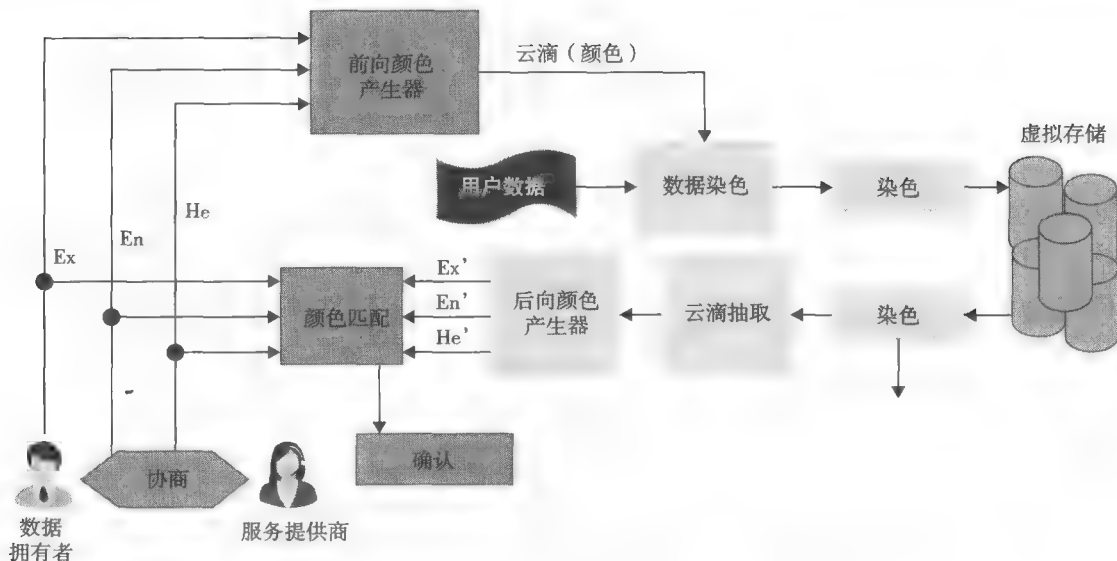 前向颜色
产生器
云滴（颜色）
虚拟存储
用户数据
数据染色
染色
He
En
Ex
颜色匹配
Ex’
En’
He’
后向颜色
产生器
云滴抽取
染色
确认
协商
数据
拥有者
服务提供商